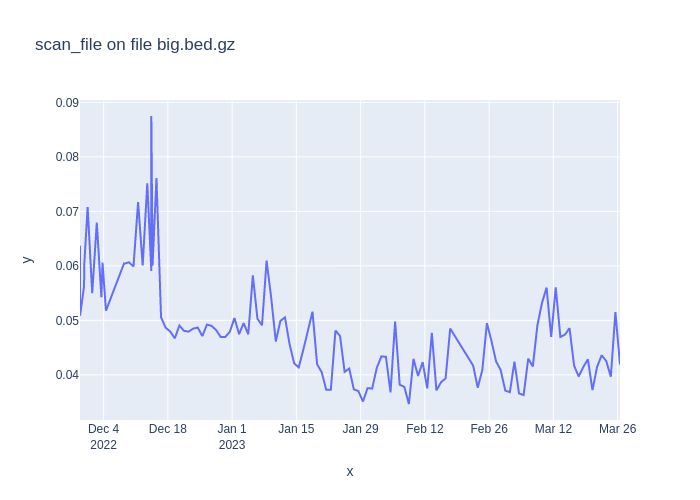 scan_file on file big.bed.gz
0.09
0.08
0.07
0.06
0.05
0.04
y
Dec 4 Dec 18 Jan 1 Jan 15 Jan 29 Feb 12 Feb 26 Mar 12 Mar 26
2022 2023
x